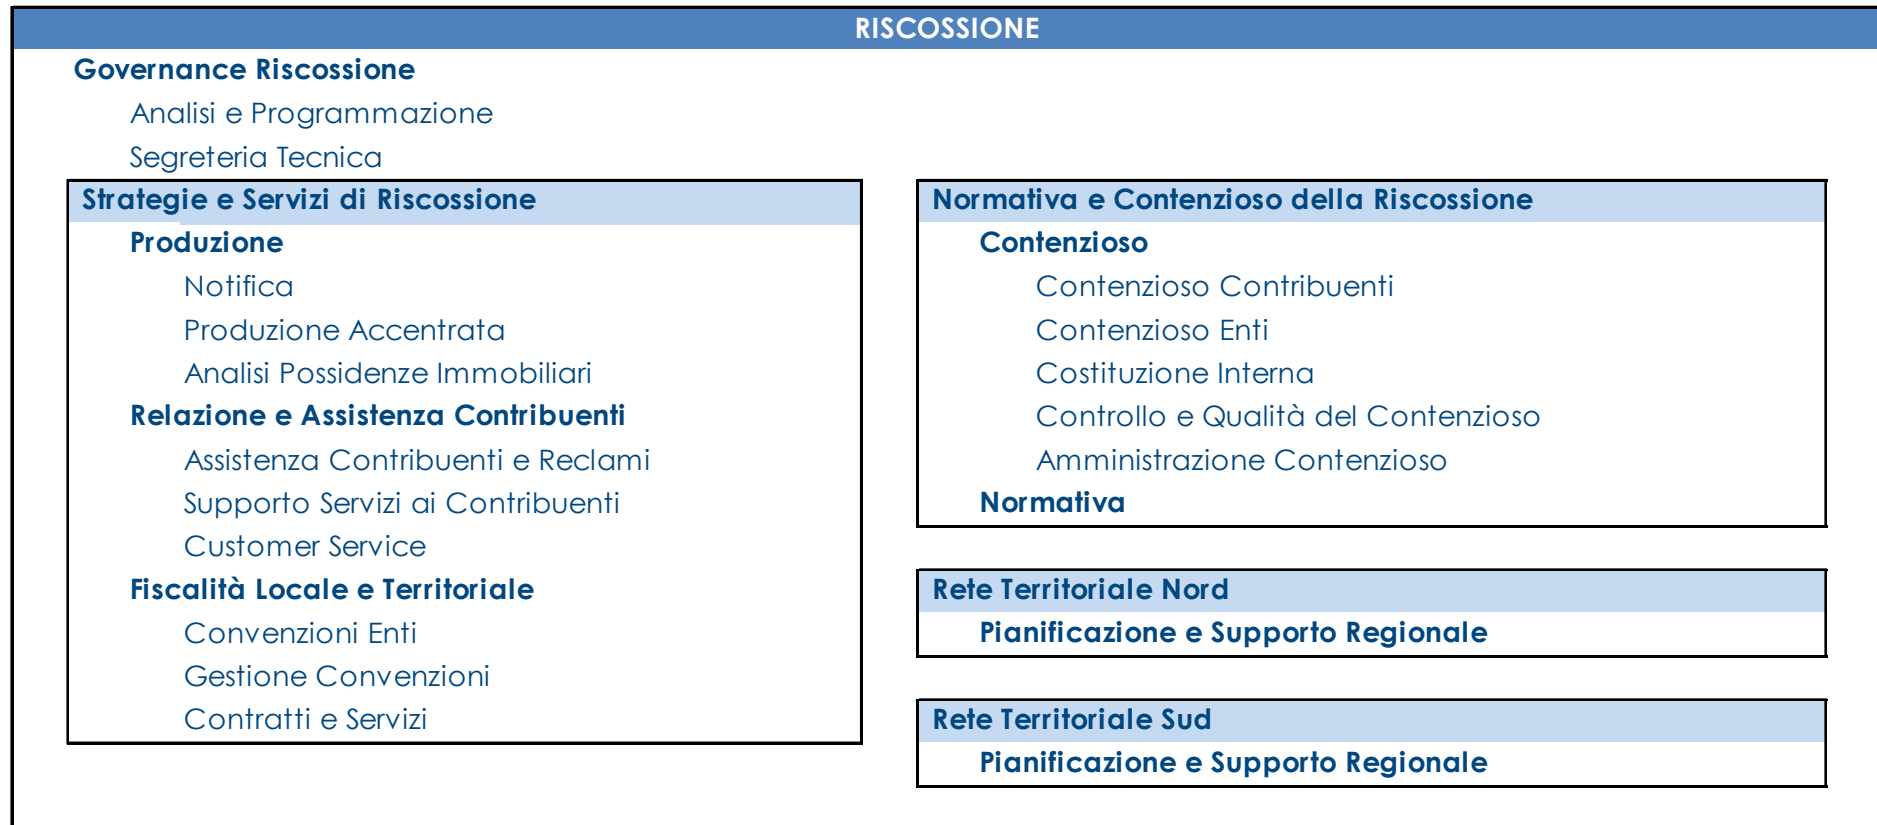 RISCOSSIONE
Governance Riscossione
Analisi e Programmazione
Segreteria Tecnica
Strategie e Servizi di Riscossione
Produzione
Notifica
Produzione Accentrata
Analisi Possidenze Immobiliari
Relazione e Assistenza Contribuenti
Assistenza Contribuenti e Reclami
Supporto Servizi ai Contribuenti
Customer Service
Fiscalità Locale e Territoriale
Convenzioni Enti
Gestione Convenzioni
Contratti e Servizi
Normativa e Contenzioso della Riscossione
Contenzioso
Contenzioso Contribuenti
Contenzioso Enti
Costituzione Interna
Controllo e Qualità del Contenzioso
Amministrazione Contenzioso
Normativa
Rete Territoriale Nord
Pianificazione e Supporto Regionale
Rete Territoriale Sud
Pianificazione e Supporto Regionale